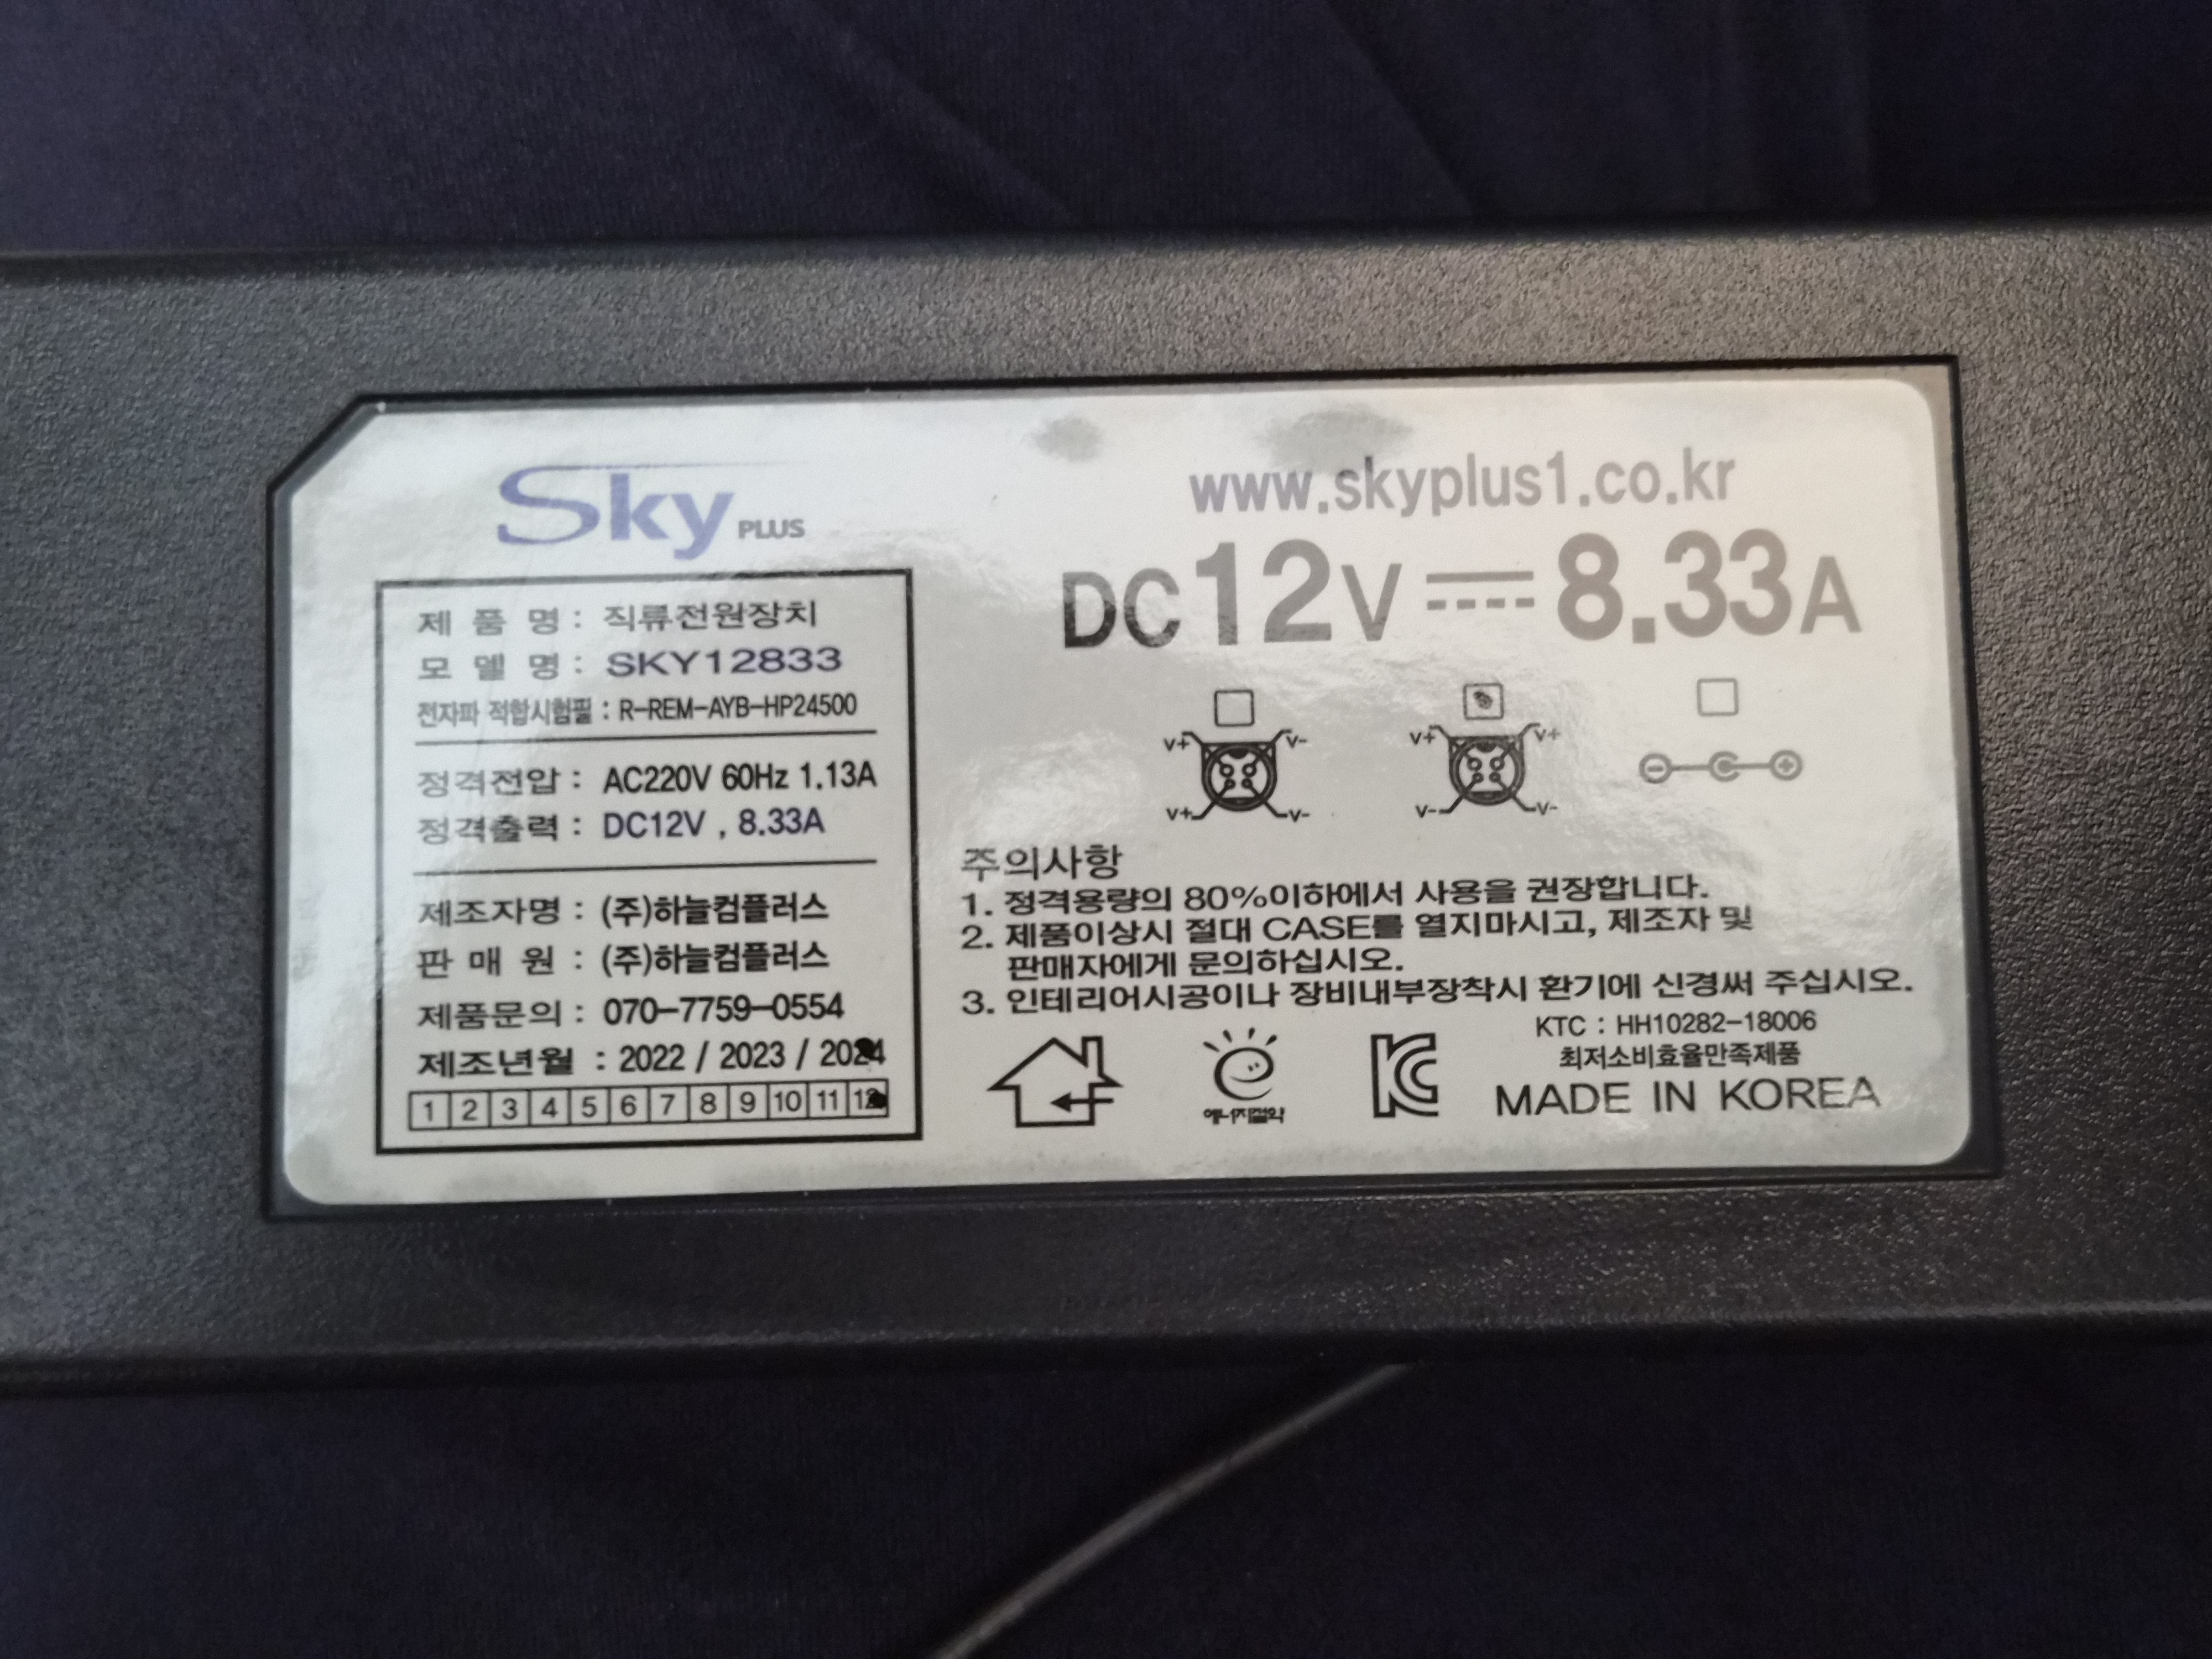 Sky PLUS
제 품 명 : 직류전원장치
모 델 명 : SKY12833
전자파 적합시험필 : R-REM-AYB-HP24500
정격전압 : AC220V 60Hz 1.13A
정격출력 : DC12V , 8.33A
제조자명 : (주)하늘컴플러스
판 매 원 : (주)하늘컴플러스
제품문의 : 070-7759-0554
제조년월 : 2022 / 2023 / 2024
1 2 3 4 5 6 7 8 9 10 11 12
www.skyplus1.co.kr
DC 12V 8.33A
V+ V- V+ V+
V+ V- V- V-
주의사항
1. 정격용량의 80%이하에서 사용을 권장합니다.
2. 제품이상시 절대 CASE를 열지마시고, 제조자 및
판매자에게 문의하십시오.
3. 인테리어시공이나 장비내부장착시 환기에 신경써 주십시오.
에너지절약
KTC : HH10282-18006
최저소비효율만족제품
MADE IN KOREA